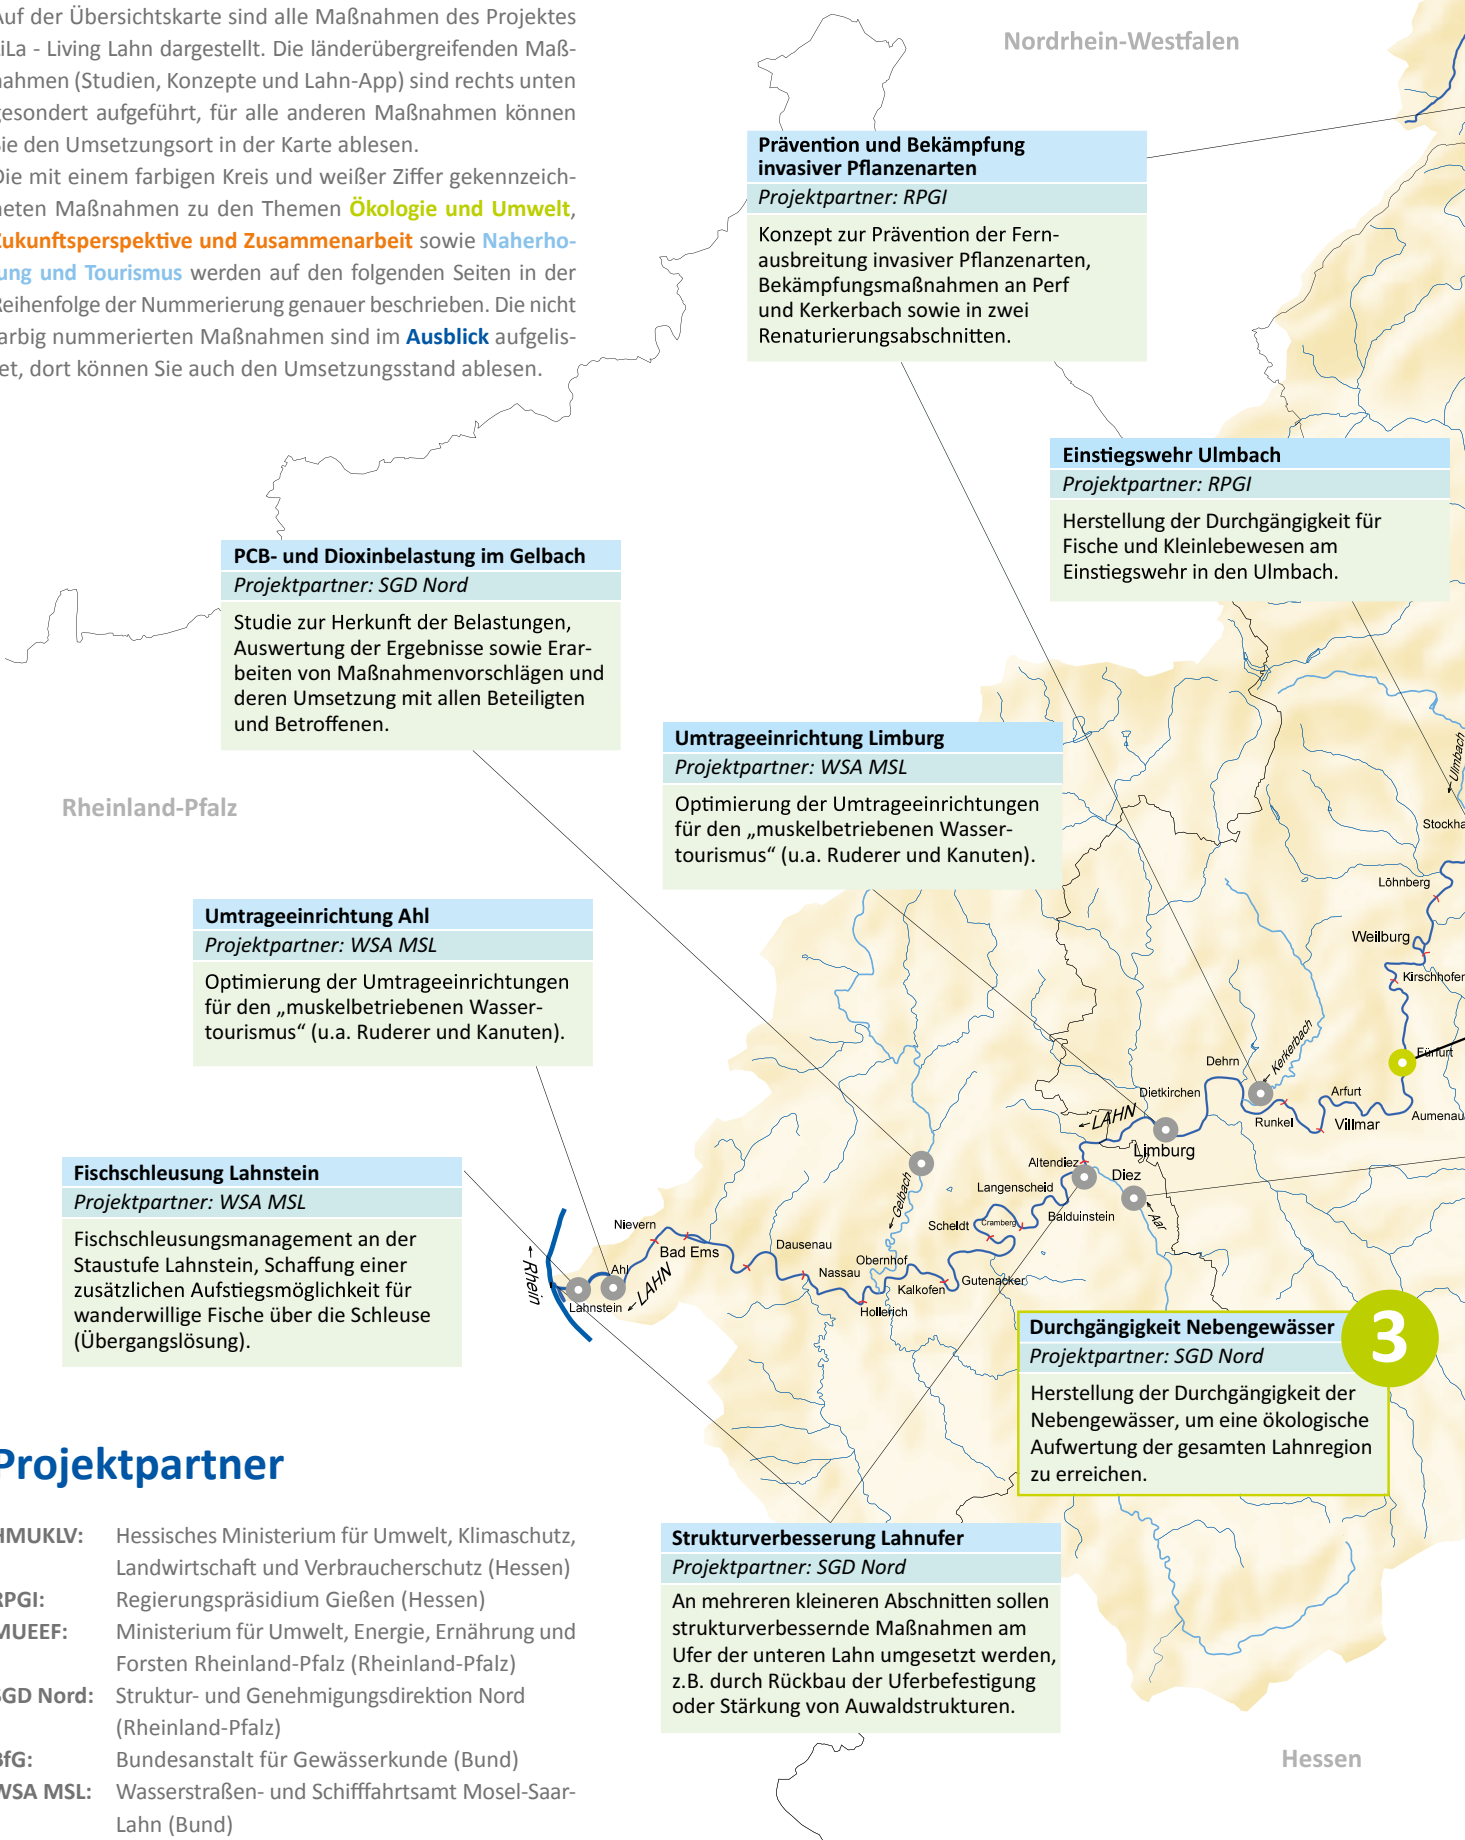 Auf der Übersichtskarte sind alle Maßnahmen des Projektes
LiLa - Living Lahn dargestellt. Die länderübergreifenden Maß-
nahmen (Studien, Konzepte und Lahn-App) sind rechts unten
gesondert aufgeführt, für alle anderen Maßnahmen können
Sie den Umsetzungsort in der Karte ablesen.
Die mit einem farbigen Kreis und weißer Ziffer gekennzeich-
neten Maßnahmen zu den Themen Ökologie und Umwelt,
Zukunftsperspektive und Zusammenarbeit sowie Naherho-
lung und Tourismus werden auf den folgenden Seiten in der
Reihenfolge der Nummerierung genauer beschrieben. Die nicht
farbig nummerierten Maßnahmen sind im Ausblick aufgelis-
tet, dort können Sie auch den Umsetzungsstand ablesen.
Nordrhein-Westfalen
Prävention und Bekämpfung
invasiver Pflanzenarten
Projektpartner: RPGI
Konzept zur Prävention der Fern-
ausbreitung invasiver Pflanzenarten,
Bekämpfungsmaßnahmen an Perf
und Kerkerbach sowie in zwei
Renaturierungsabschnitten.
Einstiegswehr Ulmbach
Projektpartner: RPGI
Herstellung der Durchgängigkeit für
Fische und Kleinlebewesen am
Einstiegswehr in den Ulmbach.
PCB- und Dioxinbelastung im Gelbach
Projektpartner: SGD Nord
Studie zur Herkunft der Belastungen,
Auswertung der Ergebnisse sowie Erar-
beiten von Maßnahmenvorschlägen und
deren Umsetzung mit allen Beteiligten
und Betroffenen.
Umtrageeinrichtung Limburg
Projektpartner: WSA MSL
Optimierung der Umtrageeinrichtungen
für den „muskelbetriebenen Wasser-
tourismus“ (u.a. Ruderer und Kanuten).
Rheinland-Pfalz
Umtrageeinrichtung Ahl
Projektpartner: WSA MSL
Optimierung der Umtrageeinrichtungen
für den „muskelbetriebenen Wasser-
tourismus“ (u.a. Ruderer und Kanuten).
Fischschleusung Lahnstein
Projektpartner: WSA MSL
Fischschleusungsmanagement an der
Staustufe Lahnstein, Schaffung einer
zusätzlichen Aufstiegsmöglichkeit für
wanderwillige Fische über die Schleuse
(Übergangslösung).
←Ulmbach
Stockha
Löhnberg
Weilburg
Kirschhofen
Fürfurt
Aumenau
Arfurt
Villmar
Runkel
←Kerkerbach
Dehrn
Dietkirchen
←LAHN
Limburg
Altendiez
Diez
←Aar
Langenscheid
Balduinstein
Cramberg
Scheldt
Gutenacker
Kalkofen
Obernhof
←Gelbach
Hollerich
Nassau
Dausenau
Bad Ems
Nievern
Ahl
←LAHN
Lahnstein
←Rhein
Durchgängigkeit Nebengewässer
3
Projektpartner: SGD Nord
Herstellung der Durchgängigkeit der
Nebengewässer, um eine ökologische
Aufwertung der gesamten Lahnregion
zu erreichen.
Strukturverbesserung Lahnufer
Projektpartner: SGD Nord
An mehreren kleineren Abschnitten sollen
strukturverbessernde Maßnahmen am
Ufer der unteren Lahn umgesetzt werden,
z.B. durch Rückbau der Uferbefestigung
oder Stärkung von Auwaldstrukturen.
Hessen
Projektpartner
HMUKLV: Hessisches Ministerium für Umwelt, Klimaschutz,
Landwirtschaft und Verbraucherschutz (Hessen)
RPGI: Regierungspräsidium Gießen (Hessen)
MUEEF: Ministerium für Umwelt, Energie, Ernährung und
Forsten Rheinland-Pfalz (Rheinland-Pfalz)
SGD Nord: Struktur- und Genehmigungsdirektion Nord
(Rheinland-Pfalz)
BfG: Bundesanstalt für Gewässerkunde (Bund)
WSA MSL: Wasserstraßen- und Schifffahrtsamt Mosel-Saar-
Lahn (Bund)